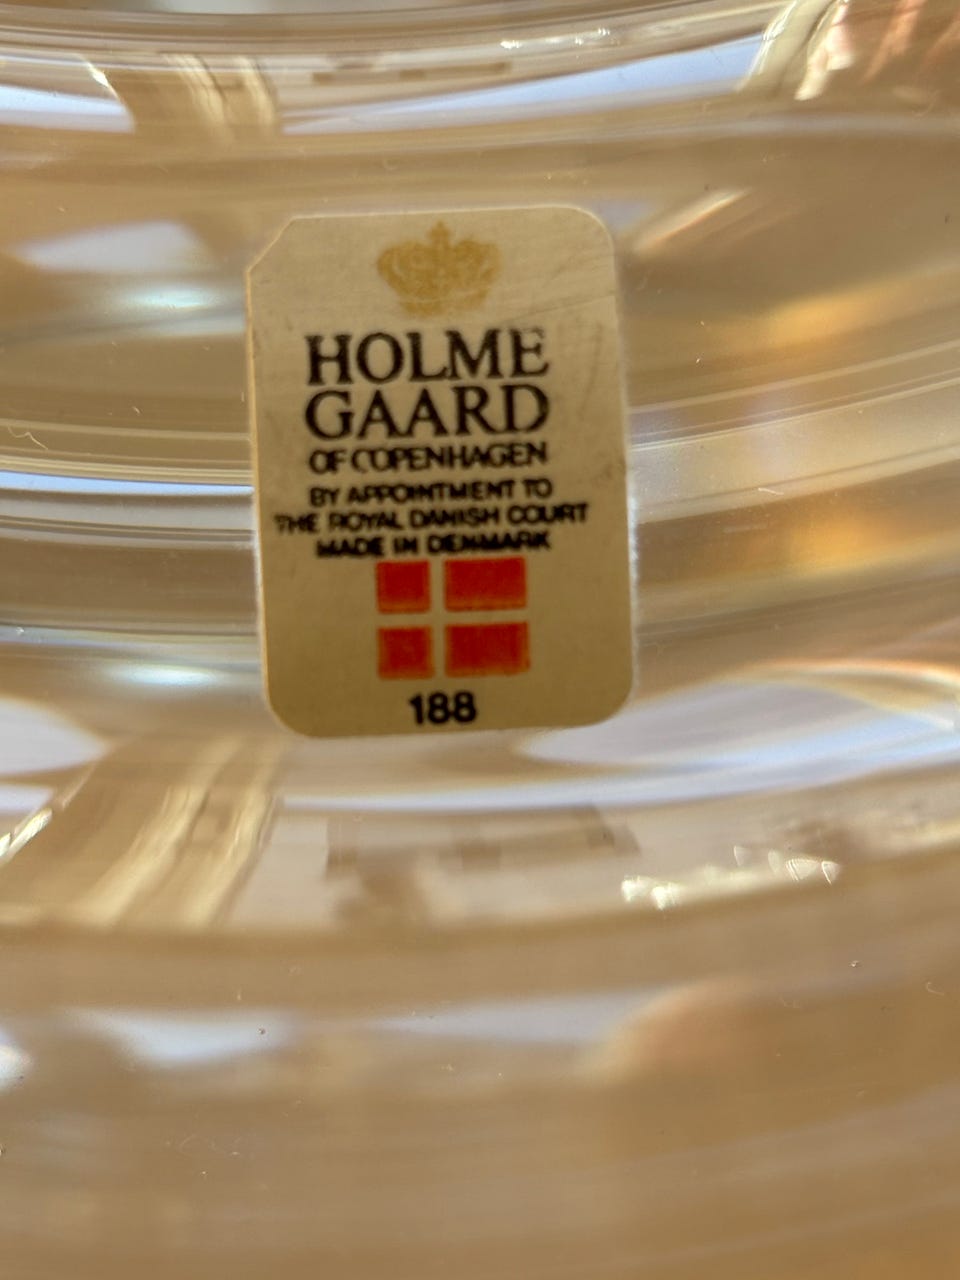 HOLME
GAARD
OF COPENHAGEN
BY APPOINTMENT TO
THE ROYAL DANISH COURT
MADE IN DENMARK
188